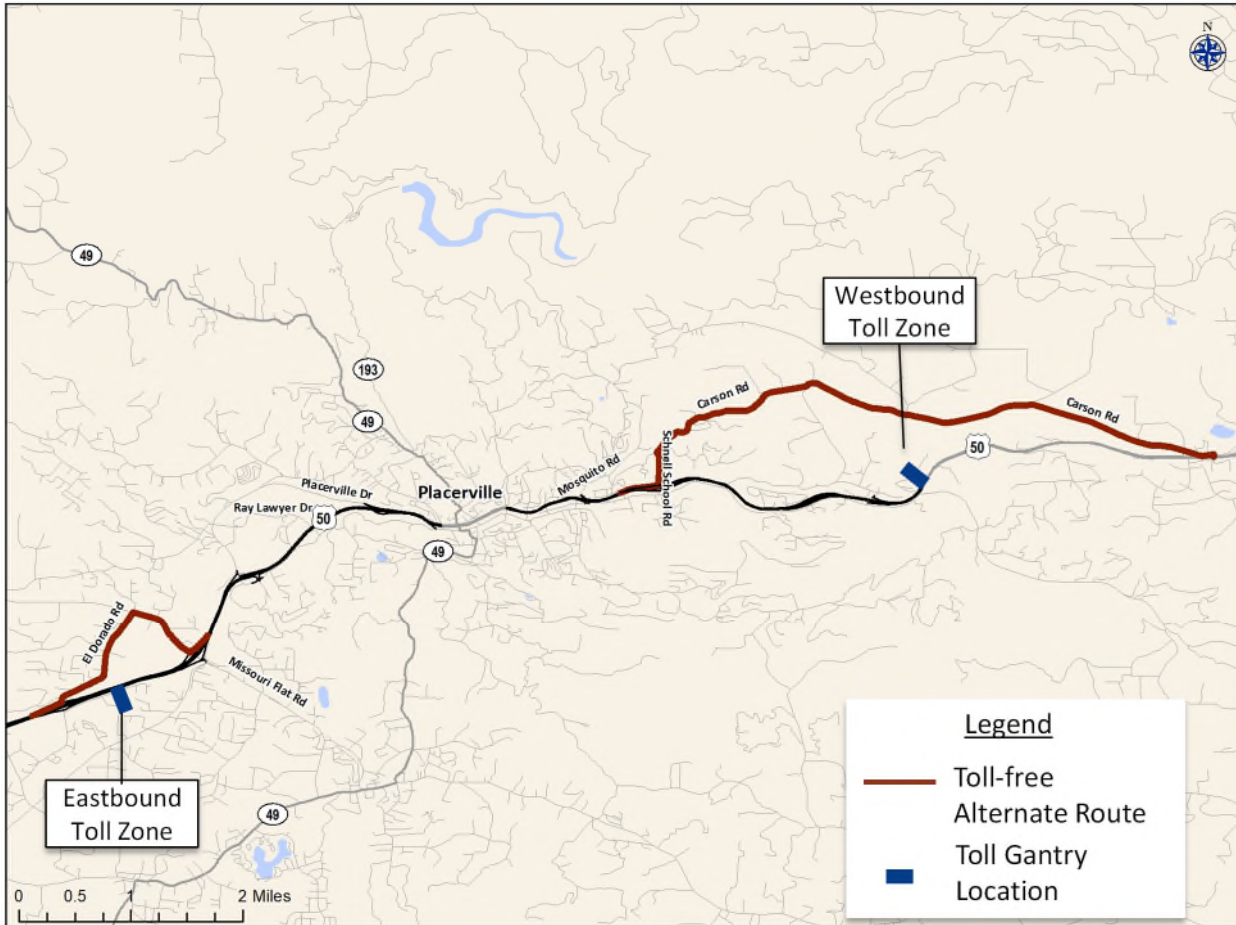 N
49
Westbound
Toll Zone
193
49
Carson Rd
Carson Rd
Schnell School Rd
50
Mosquito Rd
Placerville Dr
Placerville
Ray Lawyer Dr
50
49
El Dorado Rd
Missouri Flat Rd
Eastbound
Toll Zone
49
0 0.5 1 2 Miles
Legend
Toll-free
Alternate Route
Toll Gantry
Location